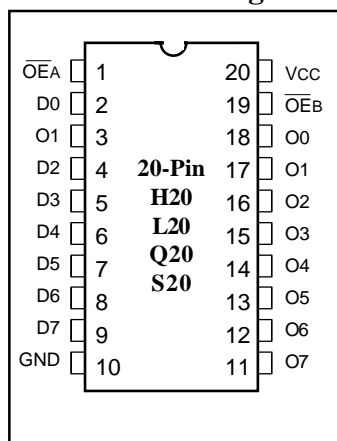 OEA 1 20 VCC
D0 2 19 OEB
O1 3 18 O0
D2 4 20-Pin 17 O1
D3 5 H20 16 O2
D4 6 L20 15 O3
D5 7 Q20 14 O4
D6 8 S20 13 O5
D7 9 12 O6
GND 10 11 O7